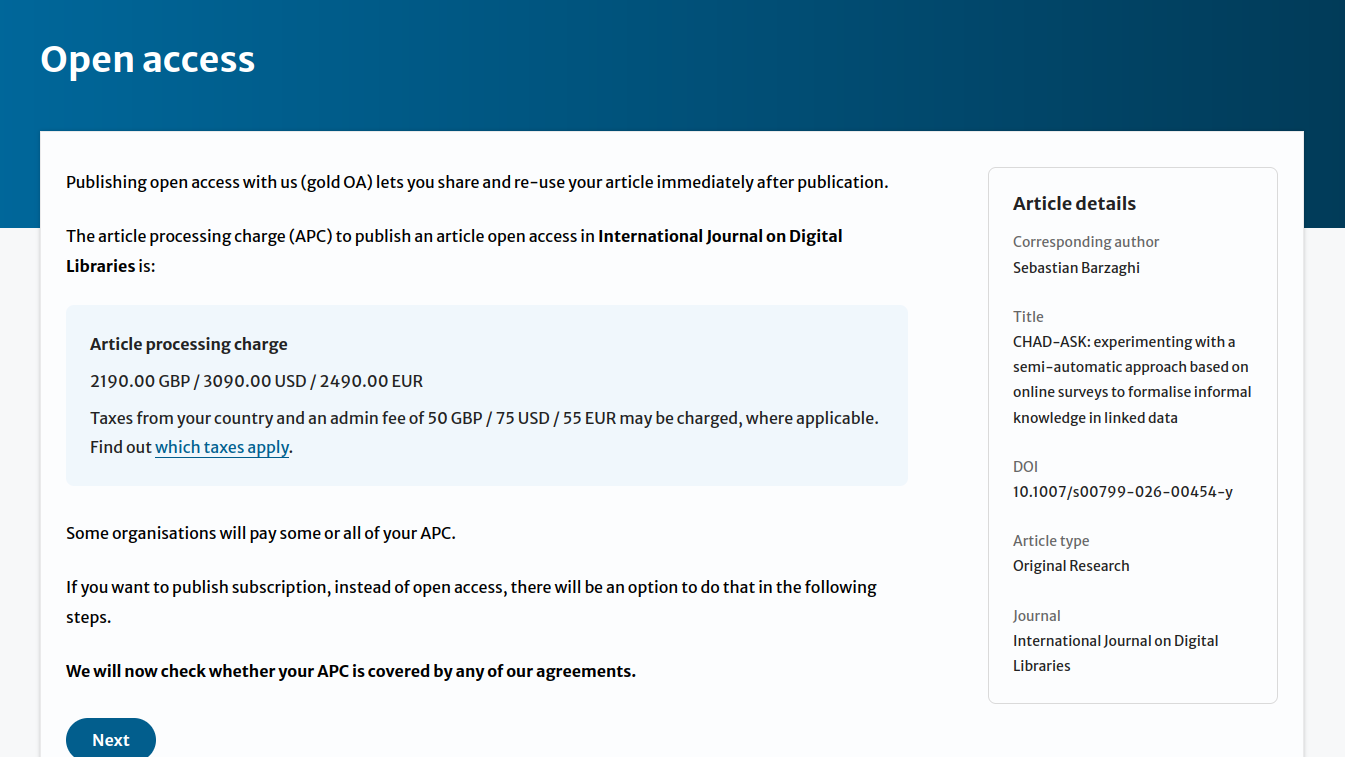 Open access
Publishing open access with us (gold OA) lets you share and re-use your article immediately after publication.
The article processing charge (APC) to publish an article open access in International Journal on Digital
Libraries is:
Article processing charge
2190.00 GBP / 3090.00 USD / 2490.00 EUR
Taxes from your country and an admin fee of 50 GBP / 75 USD / 55 EUR may be charged, where applicable.
Find out which taxes apply.
Some organisations will pay some or all of your APC.
If you want to publish subscription, instead of open access, there will be an option to do that in the following
steps.
We will now check whether your APC is covered by any of our agreements.
Next
Article details
Corresponding author
Sebastian Barzaghi
Title
CHAD-ASK: experimenting with a
semi-automatic approach based on
online surveys to formalise informal
knowledge in linked data
DOI
10.1007/s00799-026-00454-y
Article type
Original Research
Journal
International Journal on Digital
Libraries